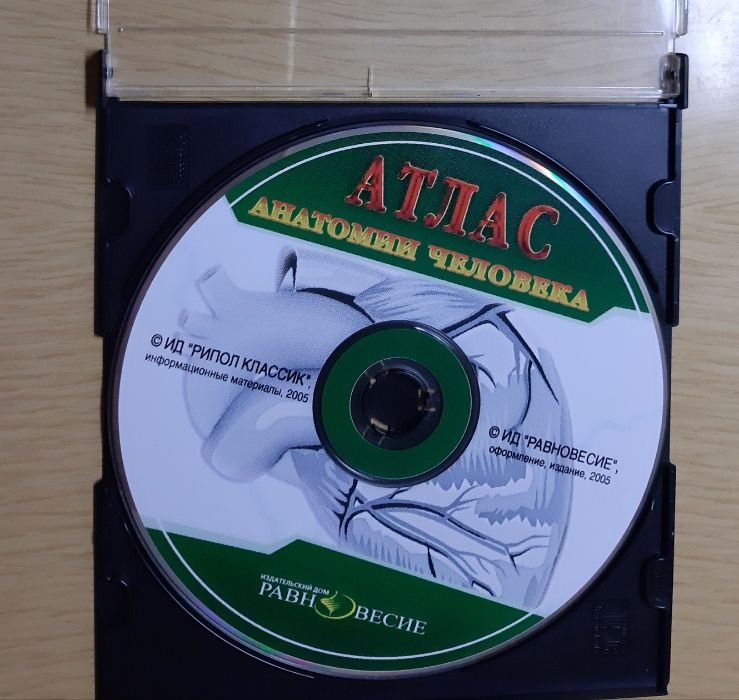 АТЛАС
АНАТОМИИ ЧЕЛОВЕКА
© ИД "РИПОЛ КЛАССИК",
информационные материалы, 2005
© ИД "РАВНОВЕСИЕ",
оформление, издание, 2005
ИЗДАТЕЛЬСКИЙ ДОМ
РАВНОВЕСИЕ